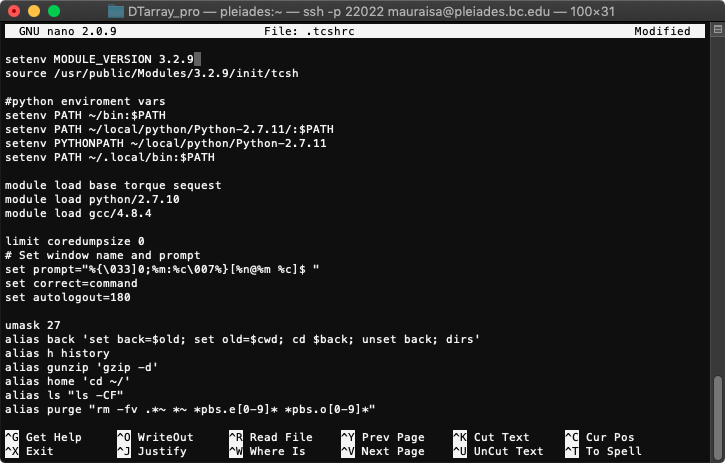 DTarray_pro — pleiades:~ — ssh -p 22022 mauraisa@pleiades.bc.edu — 100×31
GNU nano 2.0.9 File: .tcshrc Modified
setenv MODULE_VERSION 3.2.9
source /usr/public/Modules/3.2.9/init/tcsh
#python enviroment vars
setenv PATH ~/bin:$PATH
setenv PATH ~/local/python/Python-2.7.11/:$PATH
setenv PYTHONPATH ~/local/python/Python-2.7.11
setenv PATH ~/.local/bin:$PATH
module load base torque sequest
module load python/2.7.10
module load gcc/4.8.4
limit coredumpsize 0
# Set window name and prompt
set prompt="%{\033]0;%m:%c\007%}[%n@%m %c]$ "
set correct=command
set autologout=180
umask 27
alias back 'set back=$old; set old=$cwd; cd $back; unset back; dirs'
alias h history
alias gunzip 'gzip -d'
alias home 'cd ~/'
alias ls "ls -CF"
alias purge "rm -fv .*~ *~ *pbs.e[0-9]* *pbs.o[0-9]*"
^G Get Help ^O WriteOut ^R Read File ^Y Prev Page ^K Cut Text ^C Cur Pos
^X Exit ^J Justify ^W Where Is ^V Next Page ^U UnCut Text ^T To Spell